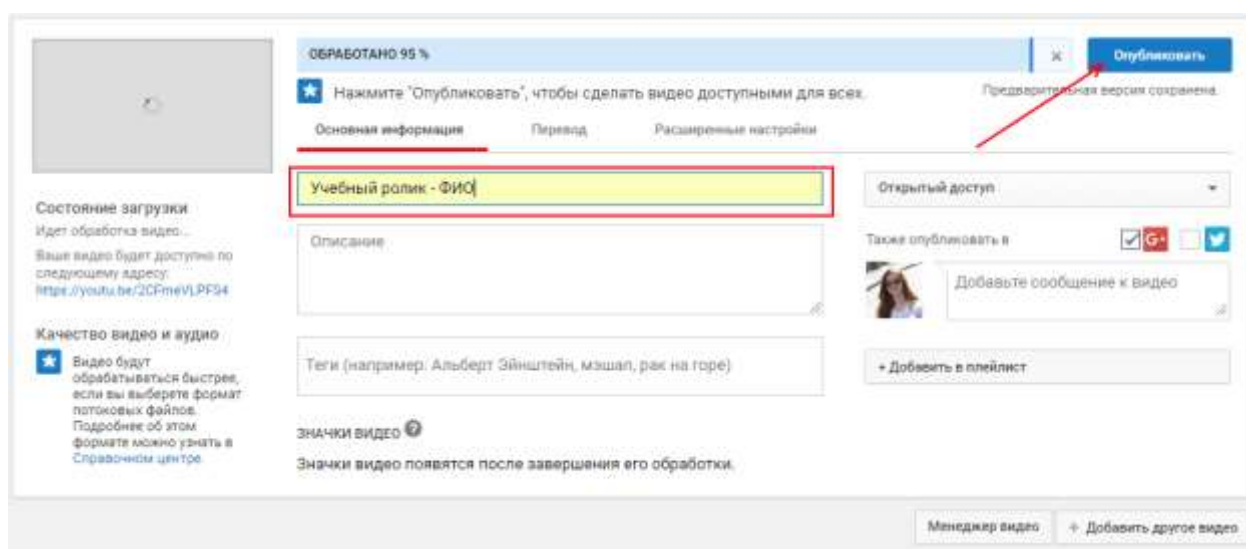 ОБРАБОТАНО 95 %
Опубликовать
Нажмите "Опубликовать", чтобы сделать видео доступными для всех.
Предварительная версия сохранена.
Основная информация
Перевод
Расширенные настройки
Учебный ролик - ФИО
Открытый доступ
Состояние загрузки
Идет обработка видео...
Ваше видео будет доступно по
следующему адресу:
https://youtu.be/2CFmeVLPFS4
Описание
Также опубликовать в
G+
Добавьте сообщение к видео
Качество видео и аудио
Видео будут
обрабатываться быстрее,
если вы выберете формат
потоковых файлов.
Подробнее об этом
формате можно узнать в
Справочном центре.
Теги (например: Альберт Эйнштейн, мэшап, рак на горе)
+ Добавить в плейлист
ЗНАЧКИ ВИДЕО ?
Значки видео появятся после завершения его обработки.
Менеджер видео
+ Добавить другое видео